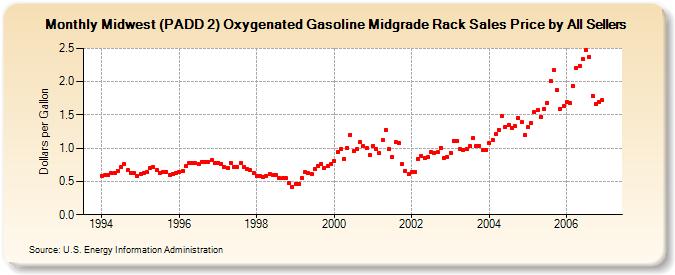 Monthly Midwest (PADD 2) Oxygenated Gasoline Midgrade Rack Sales Price by All Sellers
Dollars per Gallon
2.5
2.0
1.5
1.0
0.5
0.0
1994 1996 1998 2000 2002 2004 2006
Source: U.S. Energy Information Administration